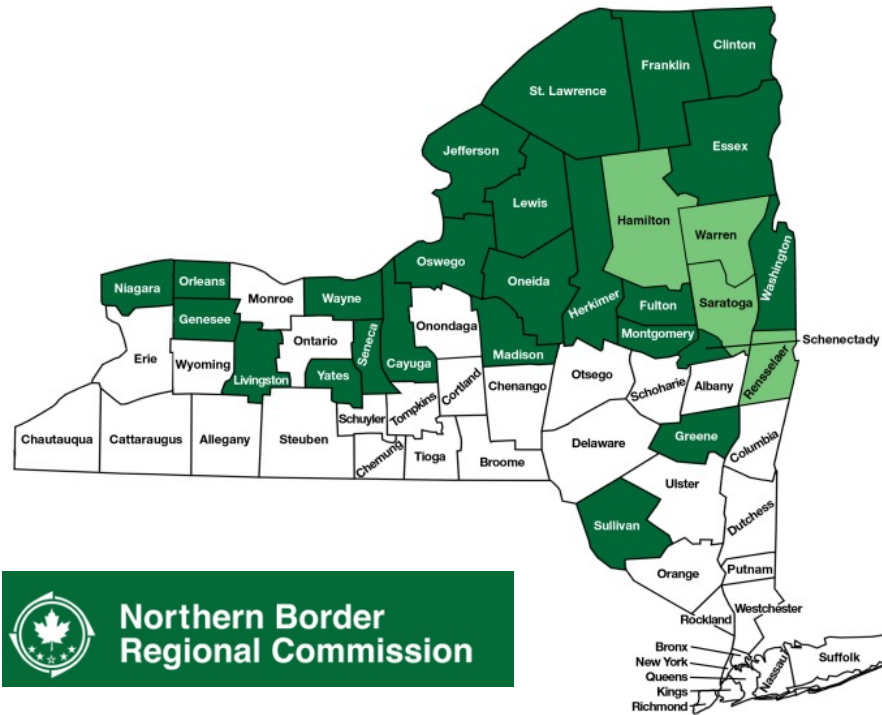 Clinton
Franklin
St. Lawrence
Essex
Jefferson
Lewis
Hamilton
Warren
Washington
Oswego
Oneida
Herkimer
Niagara
Orleans
Monroe
Wayne
Fulton
Saratoga
Genesee
Onondaga
Montgomery
Schenectady
Ontario
Seneca
Cayuga
Madison
Erie
Wyoming
Livingston
Yates
Cortland
Chenango
Otsego
Schoharie
Albany
Rensselaer
Schuyler
Tompkins
Chautauqua
Cattaraugus
Allegany
Steuben
Chemung
Tioga
Broome
Delaware
Greene
Columbia
Ulster
Sullivan
Dutchess
Orange
Putnam
Rockland
Westchester
Bronx
New York
Queens
Kings
Richmond
Nassau
Suffolk
Northern Border
Regional Commission